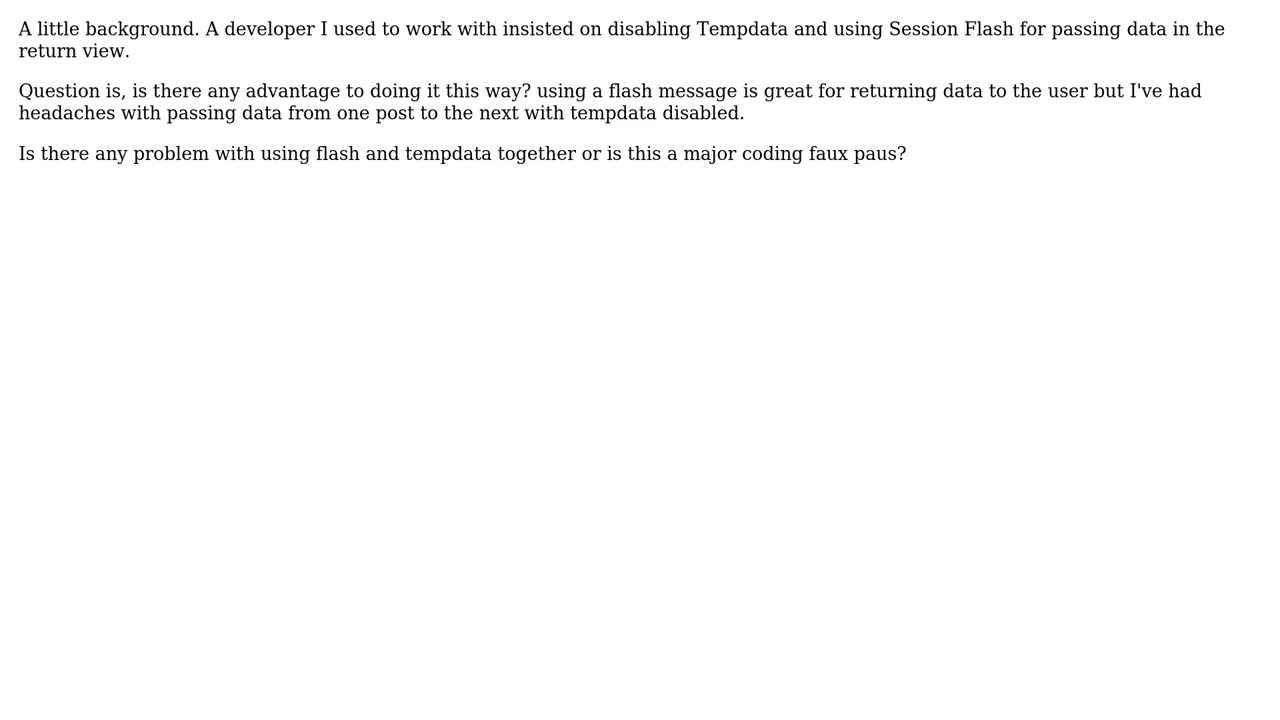 A little background. A developer I used to work with insisted on disabling Tempdata and using Session Flash for passing data in the
return view.
Question is, is there any advantage to doing it this way? using a flash message is great for returning data to the user but I've had
headaches with passing data from one post to the next with tempdata disabled.
Is there any problem with using flash and tempdata together or is this a major coding faux paus?